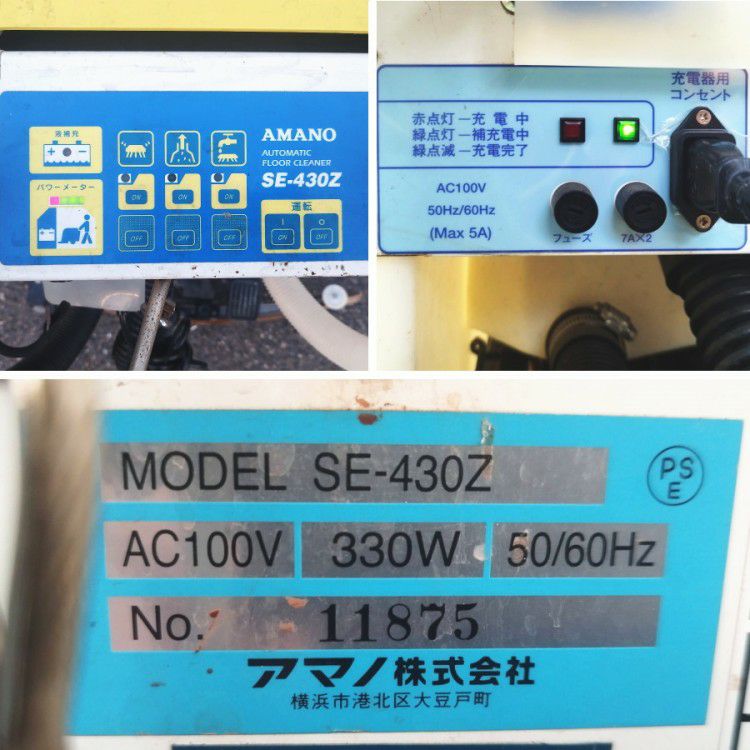 液補充
パワーメーター
ON
ON
ON
OFF
OFF
OFF
AMANO
AUTOMATIC
FLOOR CLEANER
SE-430Z
運転
I
O
ON
OFF
充電器用
コンセント
赤点灯—充電中
緑点灯—補充電中
緑点滅—充電完了
AC100V
50Hz/60Hz
(Max 5A)
フューズ
7A×2
MODEL SE-430Z
PS
E
AC100V 330W 50/60Hz
No. 11875
アマノ株式会社
横浜市港北区大豆戸町